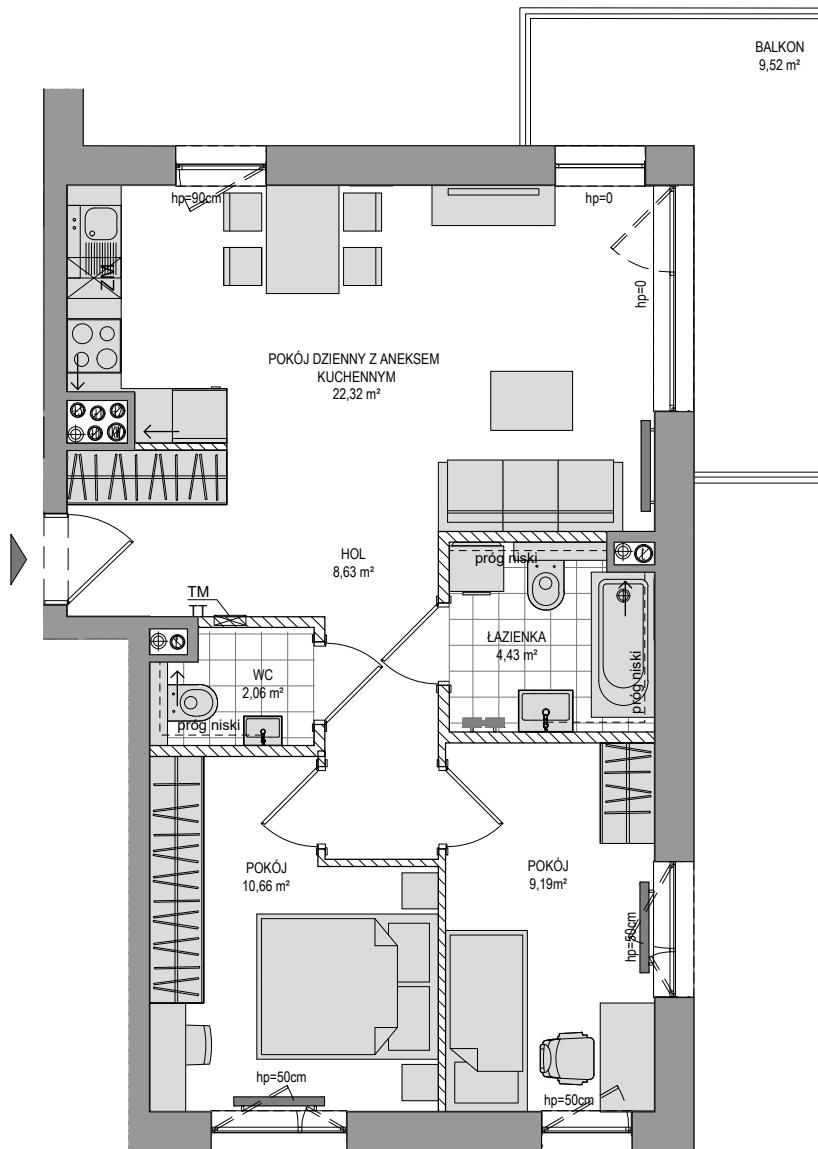 BALKON
9,52 m²
hp=90cm
hp=0
hp=0
ZM
POKÓJ DZIENNY Z ANEKSEM
KUCHENNYM
22,32 m²
HOL
8,63 m²
próg niski
TM
ŁAZIENKA
4,43 m²
próg niski
WC
2,06 m²
próg niski
POKÓJ
10,66 m²
POKÓJ
9,19m²
hp=50cm
hp=50cm
hp=50cm